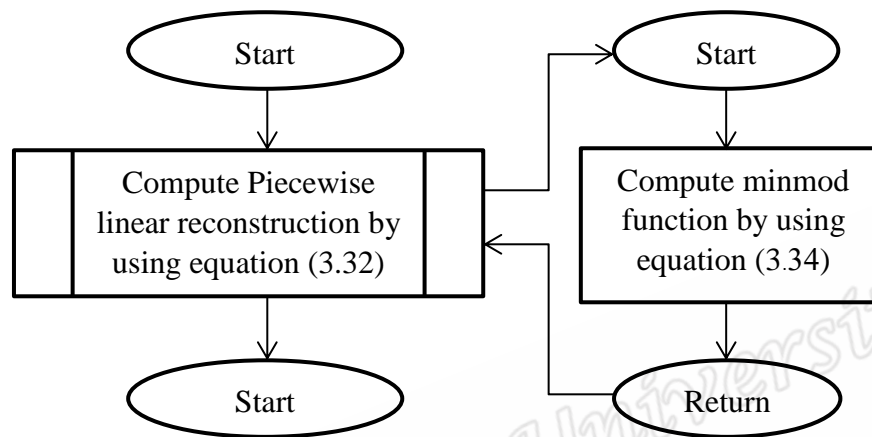 Start
Compute Piecewise
linear reconstruction by
using equation (3.32)
Start
Start
Compute minmod
function by using
equation (3.34)
Return